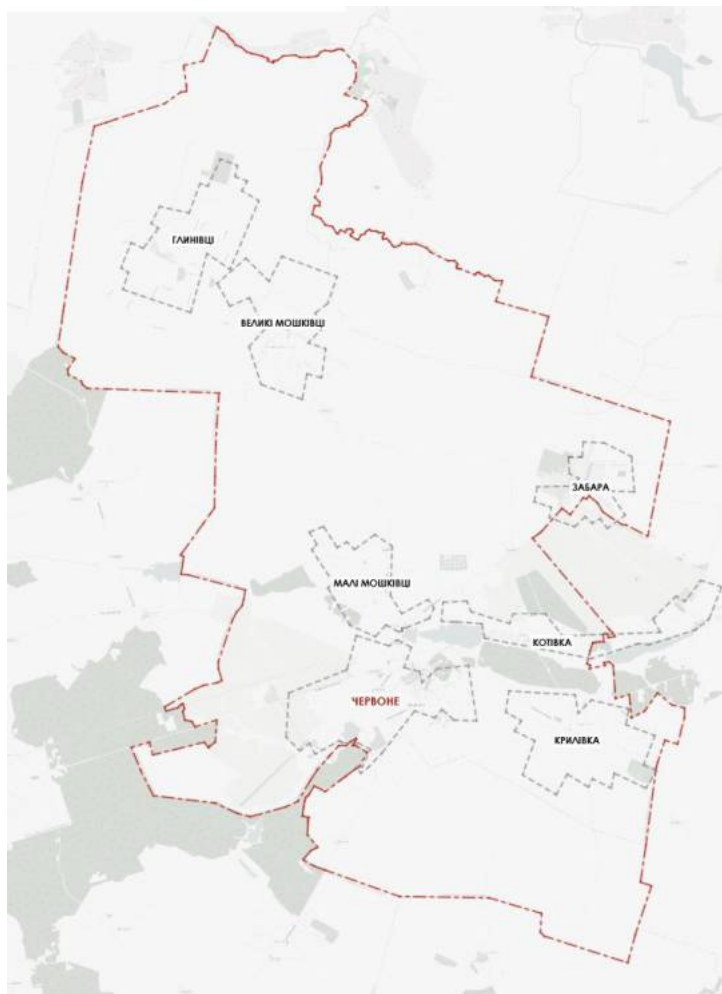 ГЛИНІВЦІ
ВЕЛИКІ МОШКІВЦІ
ЗАБАРА
МАЛІ МОШКІВЦІ
КОТІВКА
ЧЕРВОНЕ
КРИЛІВКА